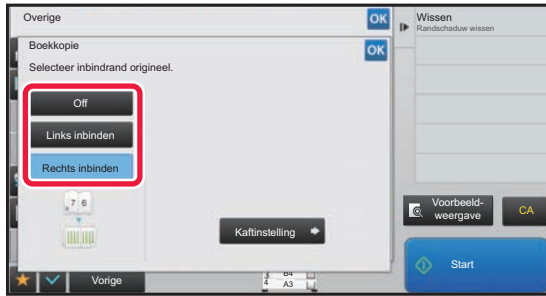 Overige
OK
Boekkopie
OK
Selecteer inbindrand origineel.
Off
Links inbinden
Rechts inbinden
7 6
Kaftinstelling
Vorige
B4
4 A3
Wissen
Randschaduw wissen
Voorbeeld-
weergave
CA
Start